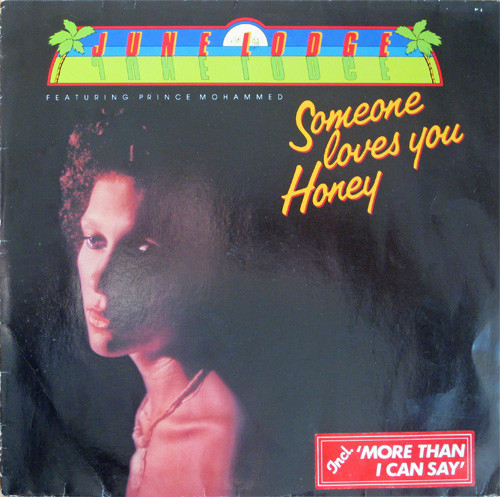 JUNE LODGE
FEATURING PRINCE MOHAMMED
Someone
loves you
Honey
Incl. 'MORE THAN
I CAN SAY'